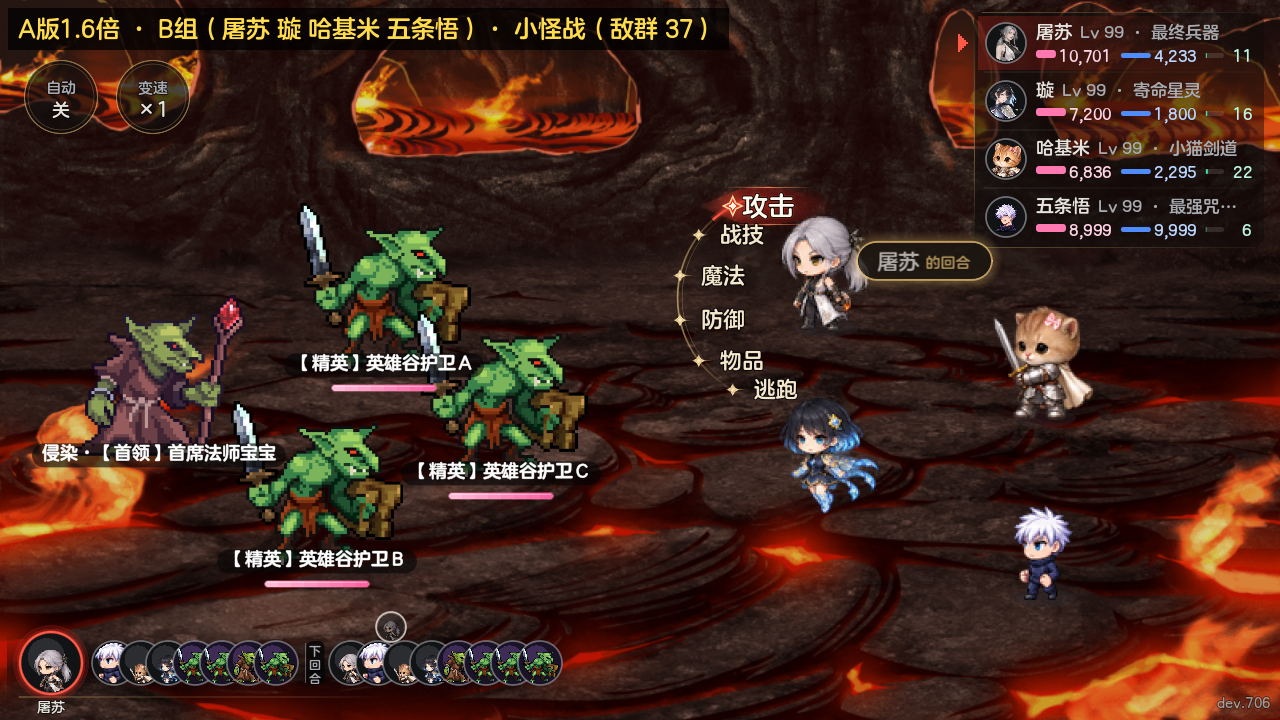 A版1.6倍 · B组（屠苏 璇 哈基米 五条悟）· 小怪战（敌群 37）
自动
关
变速
×1
屠苏 Lv 99 · 最终兵器
10,701 4,233 11
璇 Lv 99 · 寄命星灵
7,200 1,800 16
哈基米 Lv 99 · 小猫剑道
6,836 2,295 22
五条悟 Lv 99 · 最强咒…
8,999 9,999 6
攻击
战技
魔法
防御
物品
逃跑
屠苏 的回合
【精英】英雄谷护卫A
侵染·【首领】首席法师宝宝
【精英】英雄谷护卫C
【精英】英雄谷护卫B
下回合
屠苏
dev.706